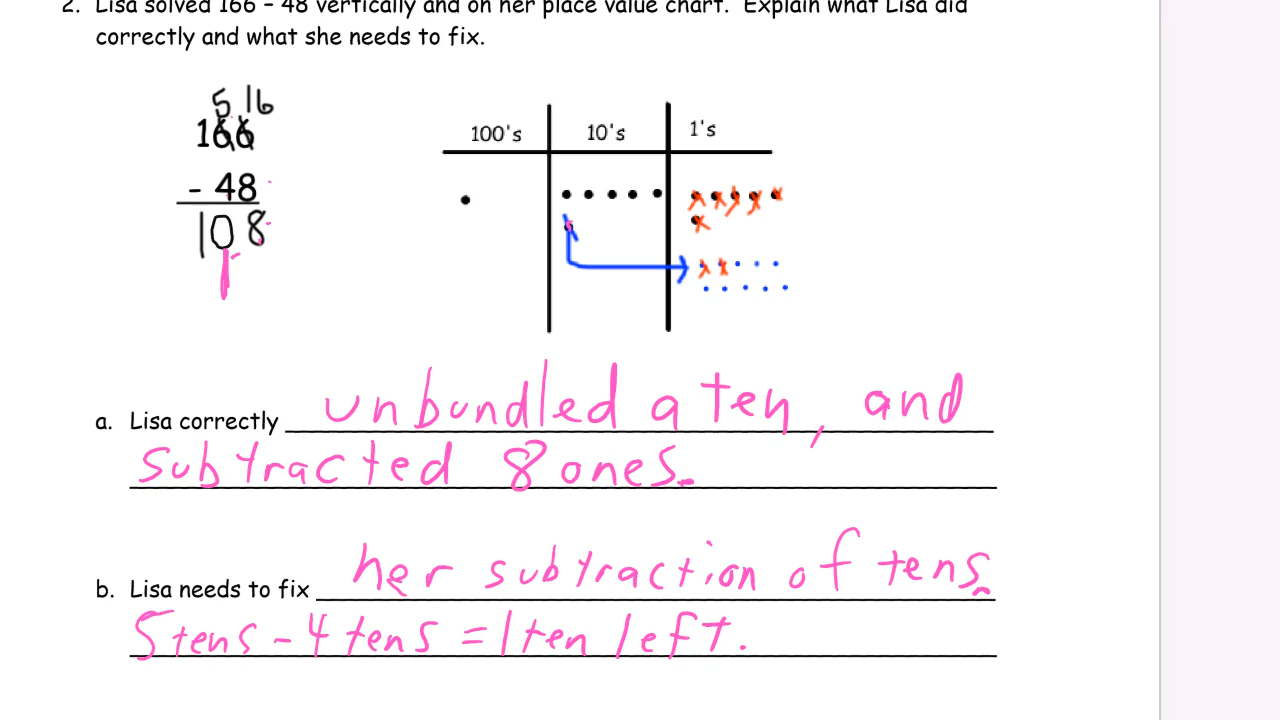 2. Lisa solved 166 – 48 vertically and on her place value chart. Explain what Lisa did
correctly and what she needs to fix.
5 16
166
- 48
108
1
100's 10's 1's
a. Lisa correctly unbundled a ten, and
subtracted 8 ones.
b. Lisa needs to fix her subtraction of tens.
5 tens - 4 tens = 1 ten left.